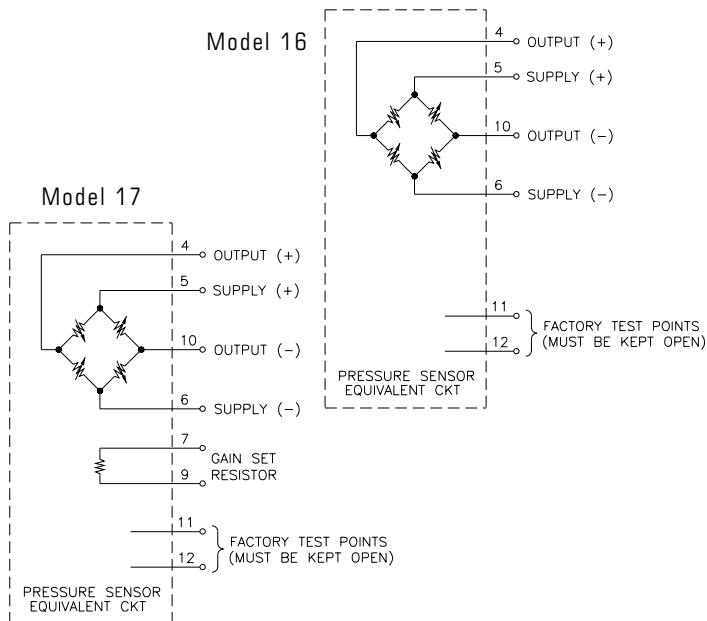 Model 16
4 OUTPUT (+)
5 SUPPLY (+)
10 OUTPUT (-)
6 SUPPLY (-)
11
12
FACTORY TEST POINTS
(MUST BE KEPT OPEN)
PRESSURE SENSOR
EQUIVALENT CKT
Model 17
4 OUTPUT (+)
5 SUPPLY (+)
10 OUTPUT (-)
6 SUPPLY (-)
7
9
GAIN SET
RESISTOR
11
12
FACTORY TEST POINTS
(MUST BE KEPT OPEN)
PRESSURE SENSOR
EQUIVALENT CKT